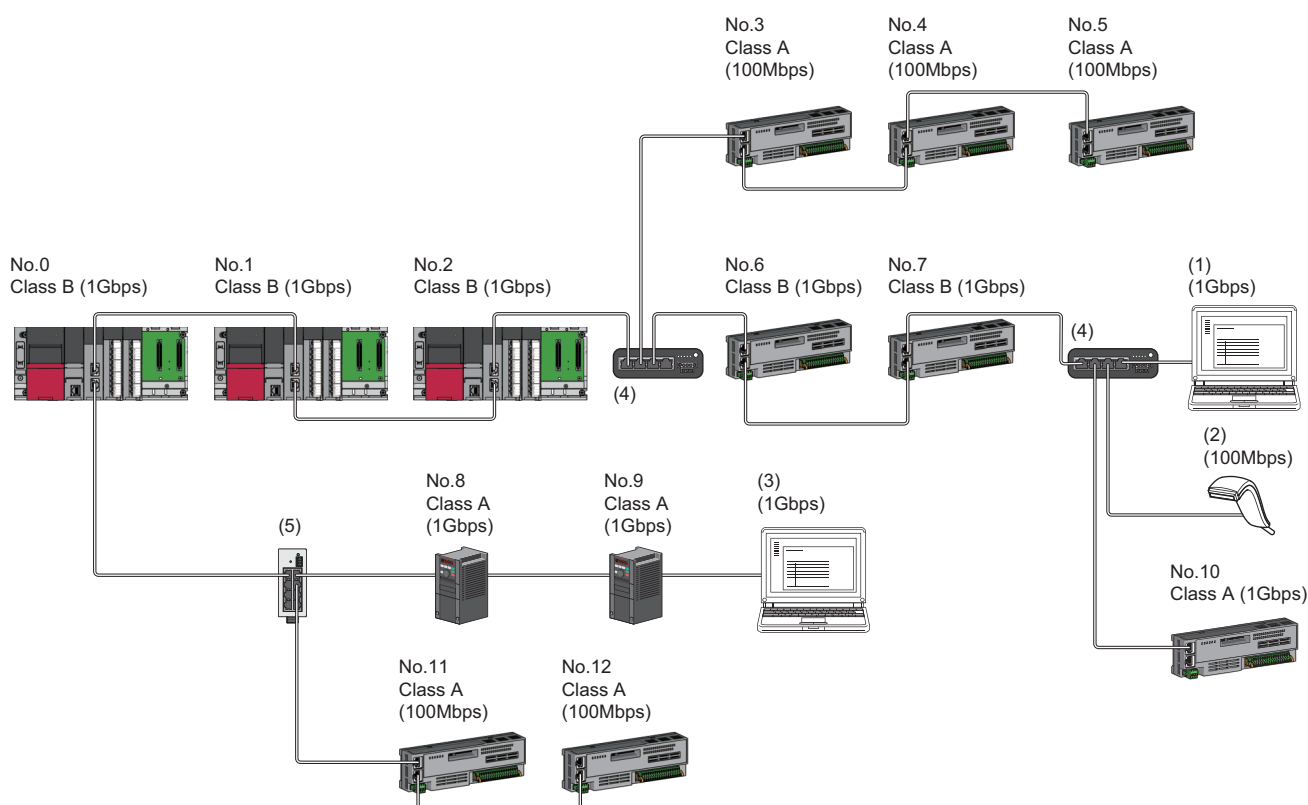 No.3
Class A
(100Mbps)
No.4
Class A
(100Mbps)
No.5
Class A
(100Mbps)
No.0
Class B (1Gbps)
No.1
Class B (1Gbps)
No.2
Class B (1Gbps)
(4)
No.6
Class B (1Gbps)
No.7
Class B (1Gbps)
(4)
(1)
(1Gbps)
(2)
(100Mbps)
(5)
No.8
Class A
(1Gbps)
No.9
Class A
(1Gbps)
(3)
(1Gbps)
No.10
Class A (1Gbps)
No.11
Class A
(100Mbps)
No.12
Class A
(100Mbps)